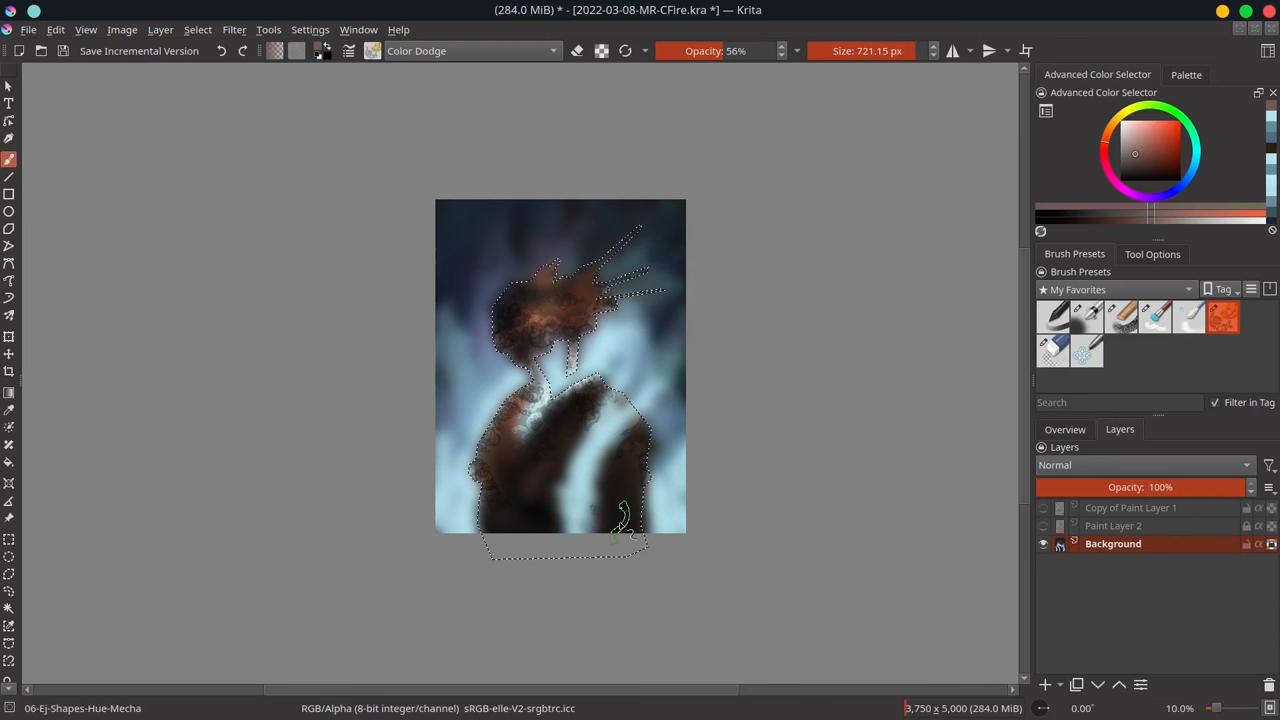 (284.0 MiB) * - [2022-03-08-MR-CFire.kra *] — Krita
File Edit View Image Layer Select Filter Tools Settings Help
Save Incremental Version Color Dodge Opacity: 56% Size: 721.15 px
Advanced Color Selector Palette
Advanced Color Selector
Brush Presets Tool Options
Brush Presets
★ My Favorites Tag
Search Filter in Tag
Overview Layers
Layers
Normal
Opacity: 100%
Copy of Paint Layer 1
Paint Layer 2
Background
06-Ej-Shapes-Hue-Mecha RGB/Alpha (8-bit integer/channel) sRGB-elle-V2-srgbtrc.icc 3,750 x 5,000 (284.0 MiB) 0.00° 10.0%